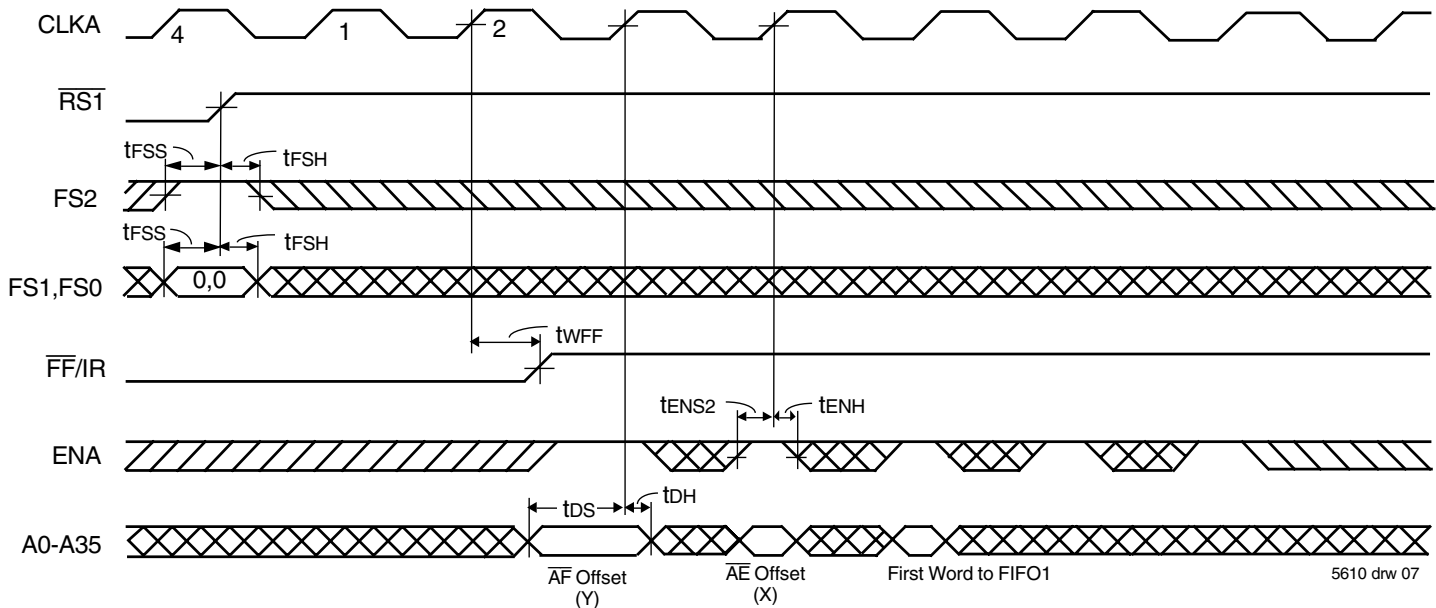 CLKA
4
1
2
RS1
tFSS
tFSH
FS2
tFSS
tFSH
FS1,FS0
0,0
tWFF
FF/IR
tENS2
tENH
ENA
tDS
tDH
A0-A35
AF Offset
(Y)
AE Offset
(X)
First Word to FIFO1
5610 drw 07